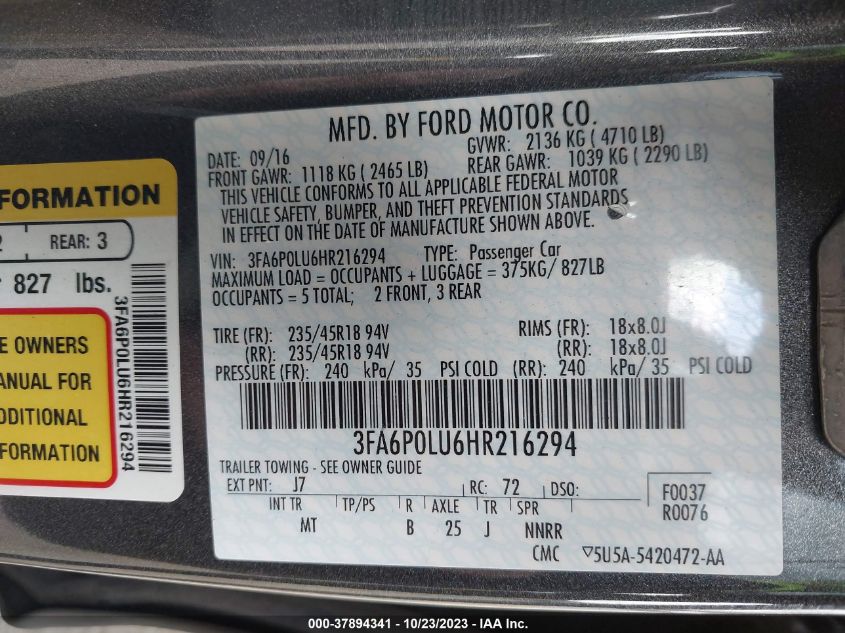 MFD. BY FORD MOTOR CO.
DATE: 09/16 GVWR: 2136 KG ( 4710 LB)
FRONT GAWR: 1118 KG ( 2465 LB) REAR GAWR: 1039 KG ( 2290 LB)
THIS VEHICLE CONFORMS TO ALL APPLICABLE FEDERAL MOTOR
VEHICLE SAFETY, BUMPER, AND THEFT PREVENTION STANDARDS
IN EFFECT ON THE DATE OF MANUFACTURE SHOWN ABOVE.
VIN: 3FA6P0LU6HR216294 TYPE: Passenger Car
MAXIMUM LOAD = OCCUPANTS + LUGGAGE = 375KG/ 827LB
OCCUPANTS = 5 TOTAL; 2 FRONT, 3 REAR
TIRE (FR): 235/45R18 94V RIMS (FR): 18x8.0J
(RR): 235/45R18 94V (RR): 18x8.0J
PRESSURE (FR): 240 kPa/ 35 PSI COLD (RR): 240 kPa/ 35 PSI COLD
3FA6P0LU6HR216294
TRAILER TOWING - SEE OWNER GUIDE
EXT PNT: J7 RC: 72 DSO:
F0037
R0076
INT TR TP/PS R AXLE TR SPR
MT B 25 J NNRR
CMC ▽5U5A-5420472-AA
FORMATION
2 REAR: 3
827 lbs.
E OWNERS
ANUAL FOR
DDITIONAL
FORMATION
3FA6P0LU6HR216294
000-37894341 - 10/23/2023 - IAA Inc.